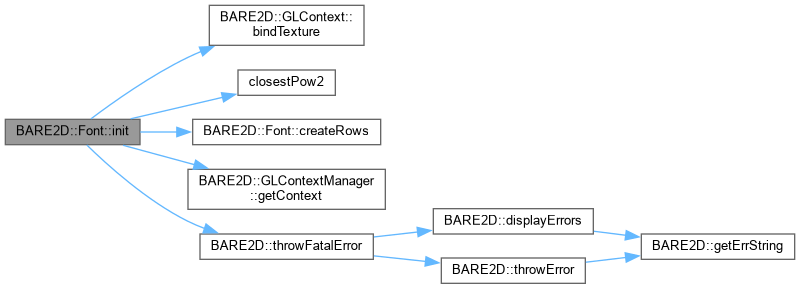 BARE2D::GLContext::
bindTexture
closestPow2
BARE2D::Font::init
BARE2D::Font::createRows
BARE2D::GLContextManager
::getContext
BARE2D::throwFatalError
BARE2D::displayErrors
BARE2D::throwError
BARE2D::getErrString